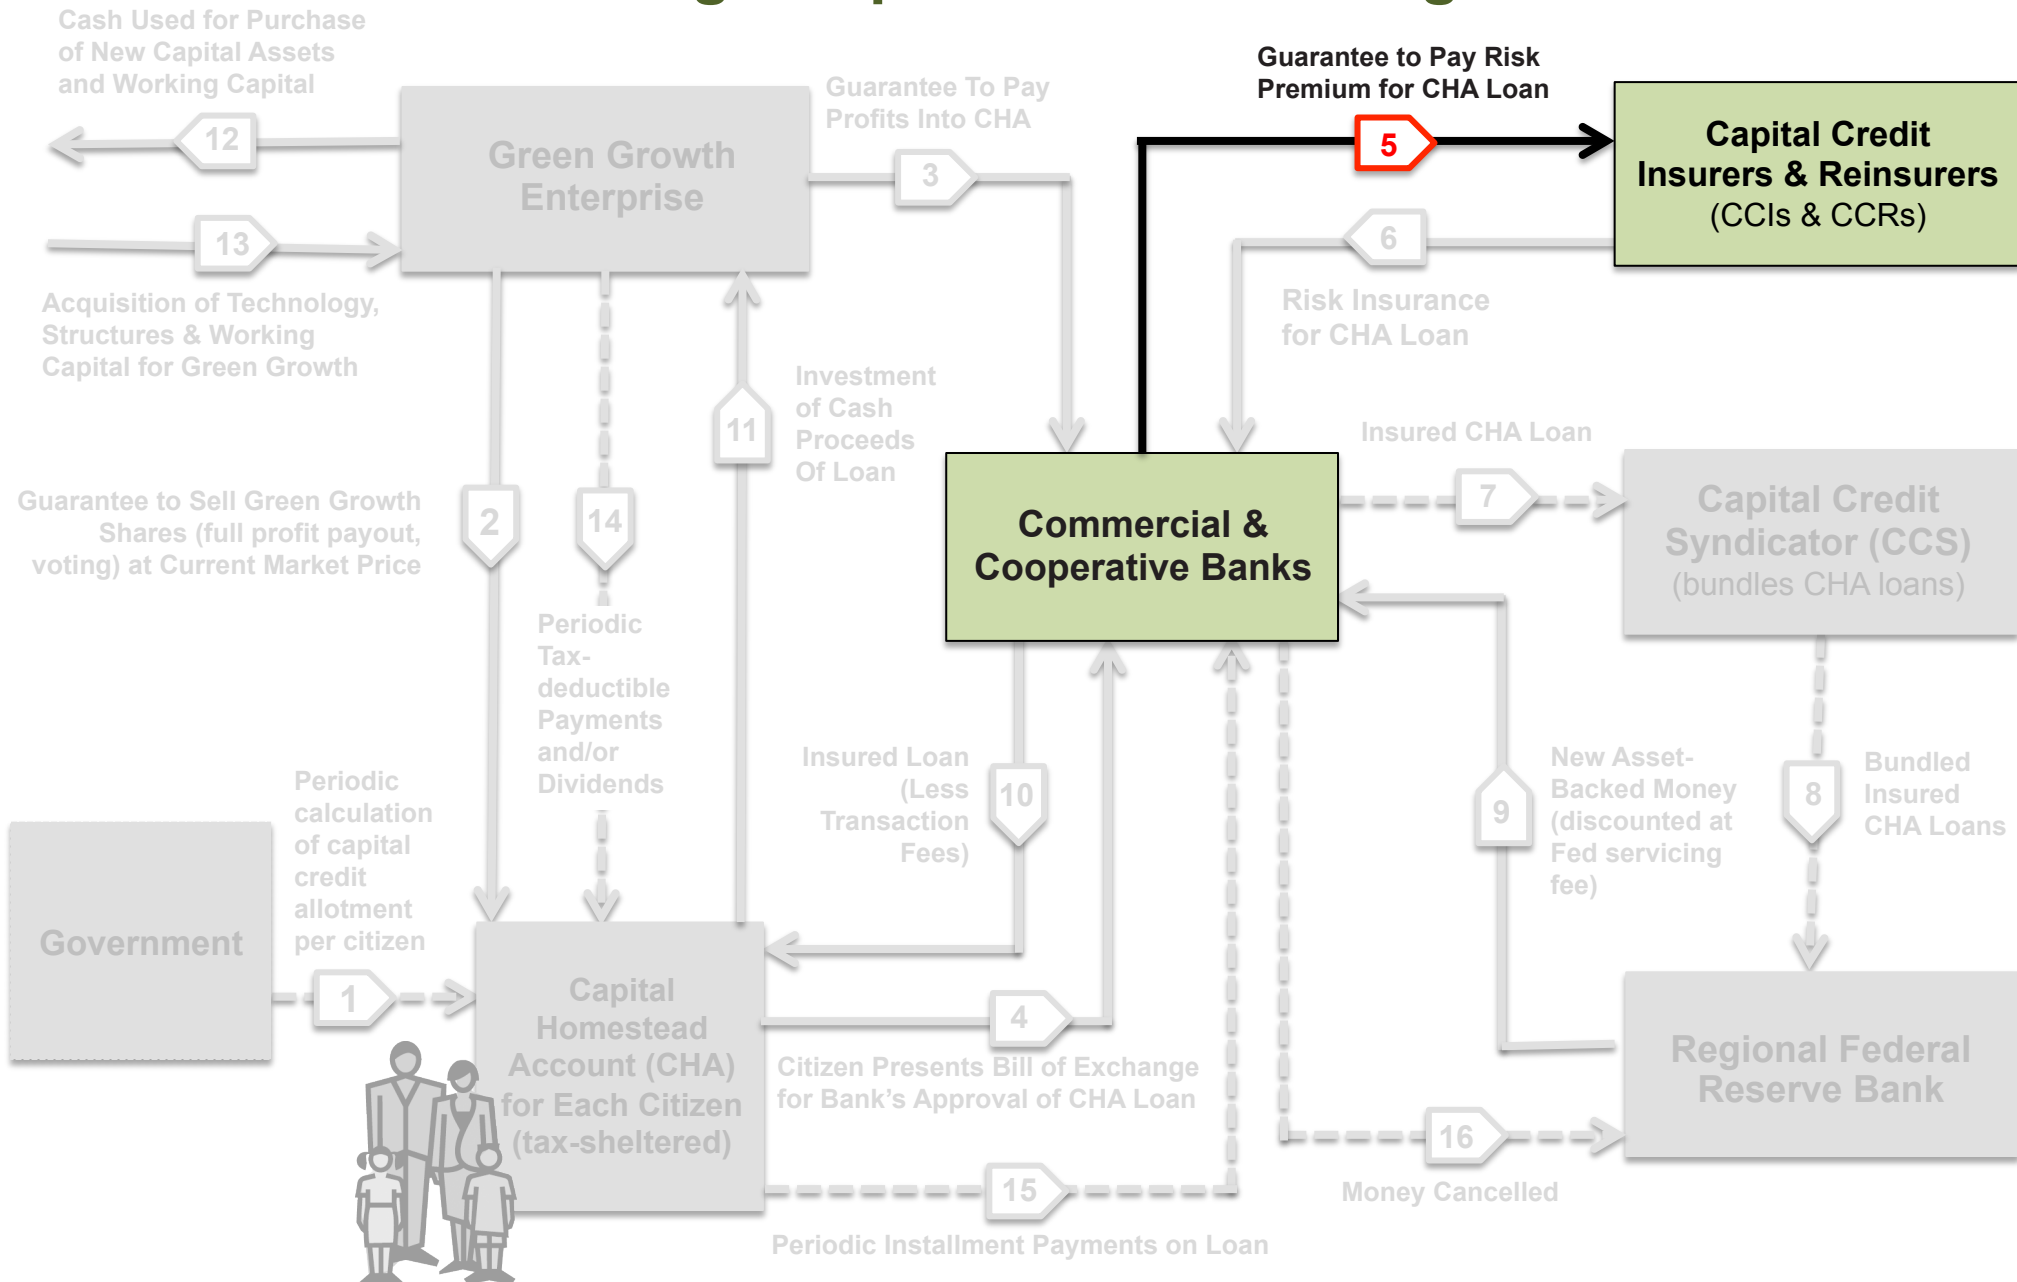 Cash Used for Purchase
of New Capital Assets
and Working Capital
12
Green Growth
Enterprise
Guarantee To Pay
Profits Into CHA
3
Guarantee to Pay Risk
Premium for CHA Loan
5
Capital Credit
Insurers & Reinsurers
(CCIs & CCRs)
13
Acquisition of Technology,
Structures & Working
Capital for Green Growth
6
Risk Insurance
for CHA Loan
Investment
of Cash
Proceeds
Of Loan
11
Guarantee to Sell Green Growth
Shares (full profit payout,
voting) at Current Market Price
2
14
Commercial &
Cooperative Banks
Insured CHA Loan
7
Capital Credit
Syndicator (CCS)
(bundles CHA loans)
Periodic
Tax-
deductible
Payments
and/or
Dividends
Insured Loan
(Less
Transaction
Fees)
10
New Asset-
Backed Money
(discounted at
Fed servicing
fee)
9
8
Bundled
Insured
CHA Loans
Government
Periodic
calculation
of capital
credit
allotment
per citizen
1
Capital
Homestead
Account (CHA)
for Each Citizen
(tax-sheltered)
4
Citizen Presents Bill of Exchange
for Bank's Approval of CHA Loan
Regional Federal
Reserve Bank
16
Money Cancelled
15
Periodic Installment Payments on Loan